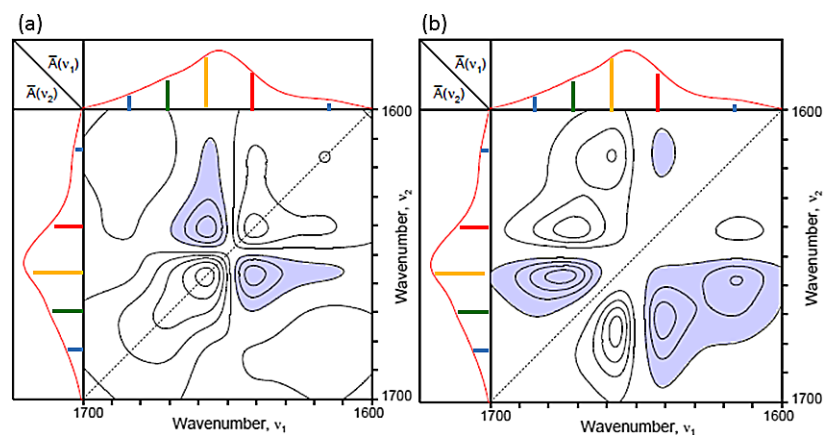 (a)
Ā(ν₁)
Ā(ν₂)
1600
Wavenumber, ν₂
1700
1700
1600
Wavenumber, ν₁
(b)
Ā(ν₁)
Ā(ν₂)
1600
Wavenumber, ν₂
1700
1700
1600
Wavenumber, ν₁